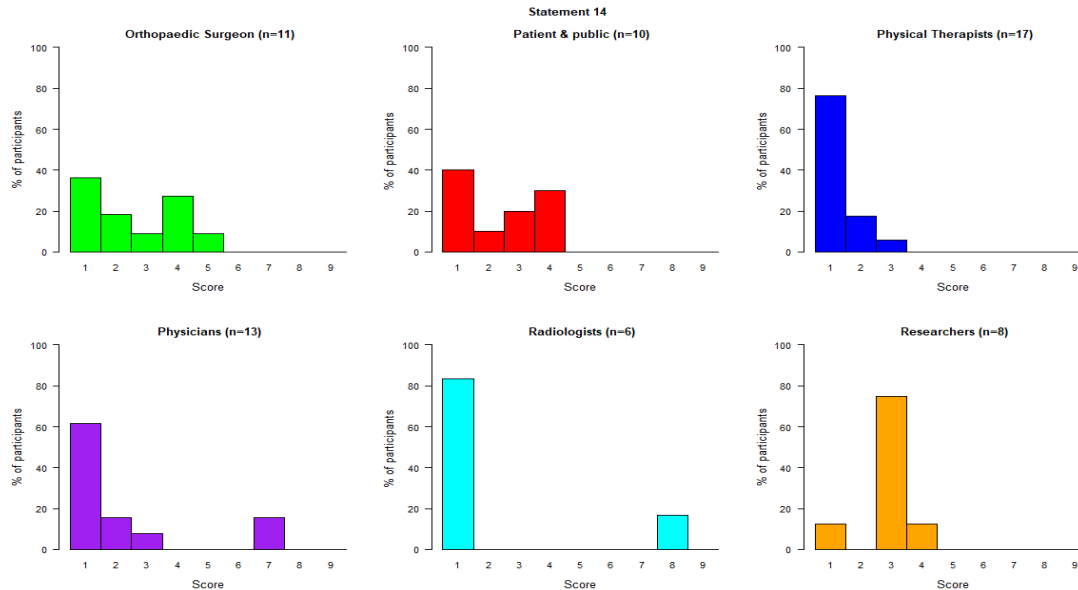 Statement 14
Orthopaedic Surgeon (n=11)
100
80
60
40
20
0
% of participants
1 2 3 4 5 6 7 8 9
Score
Patient & public (n=10)
100
80
60
40
20
0
% of participants
1 2 3 4 5 6 7 8 9
Score
Physical Therapists (n=17)
100
80
60
40
20
0
% of participants
1 2 3 4 5 6 7 8 9
Score
Physicians (n=13)
100
80
60
40
20
0
% of participants
1 2 3 4 5 6 7 8 9
Score
Radiologists (n=6)
100
80
60
40
20
0
% of participants
1 2 3 4 5 6 7 8 9
Score
Researchers (n=8)
100
80
60
40
20
0
% of participants
1 2 3 4 5 6 7 8 9
Score